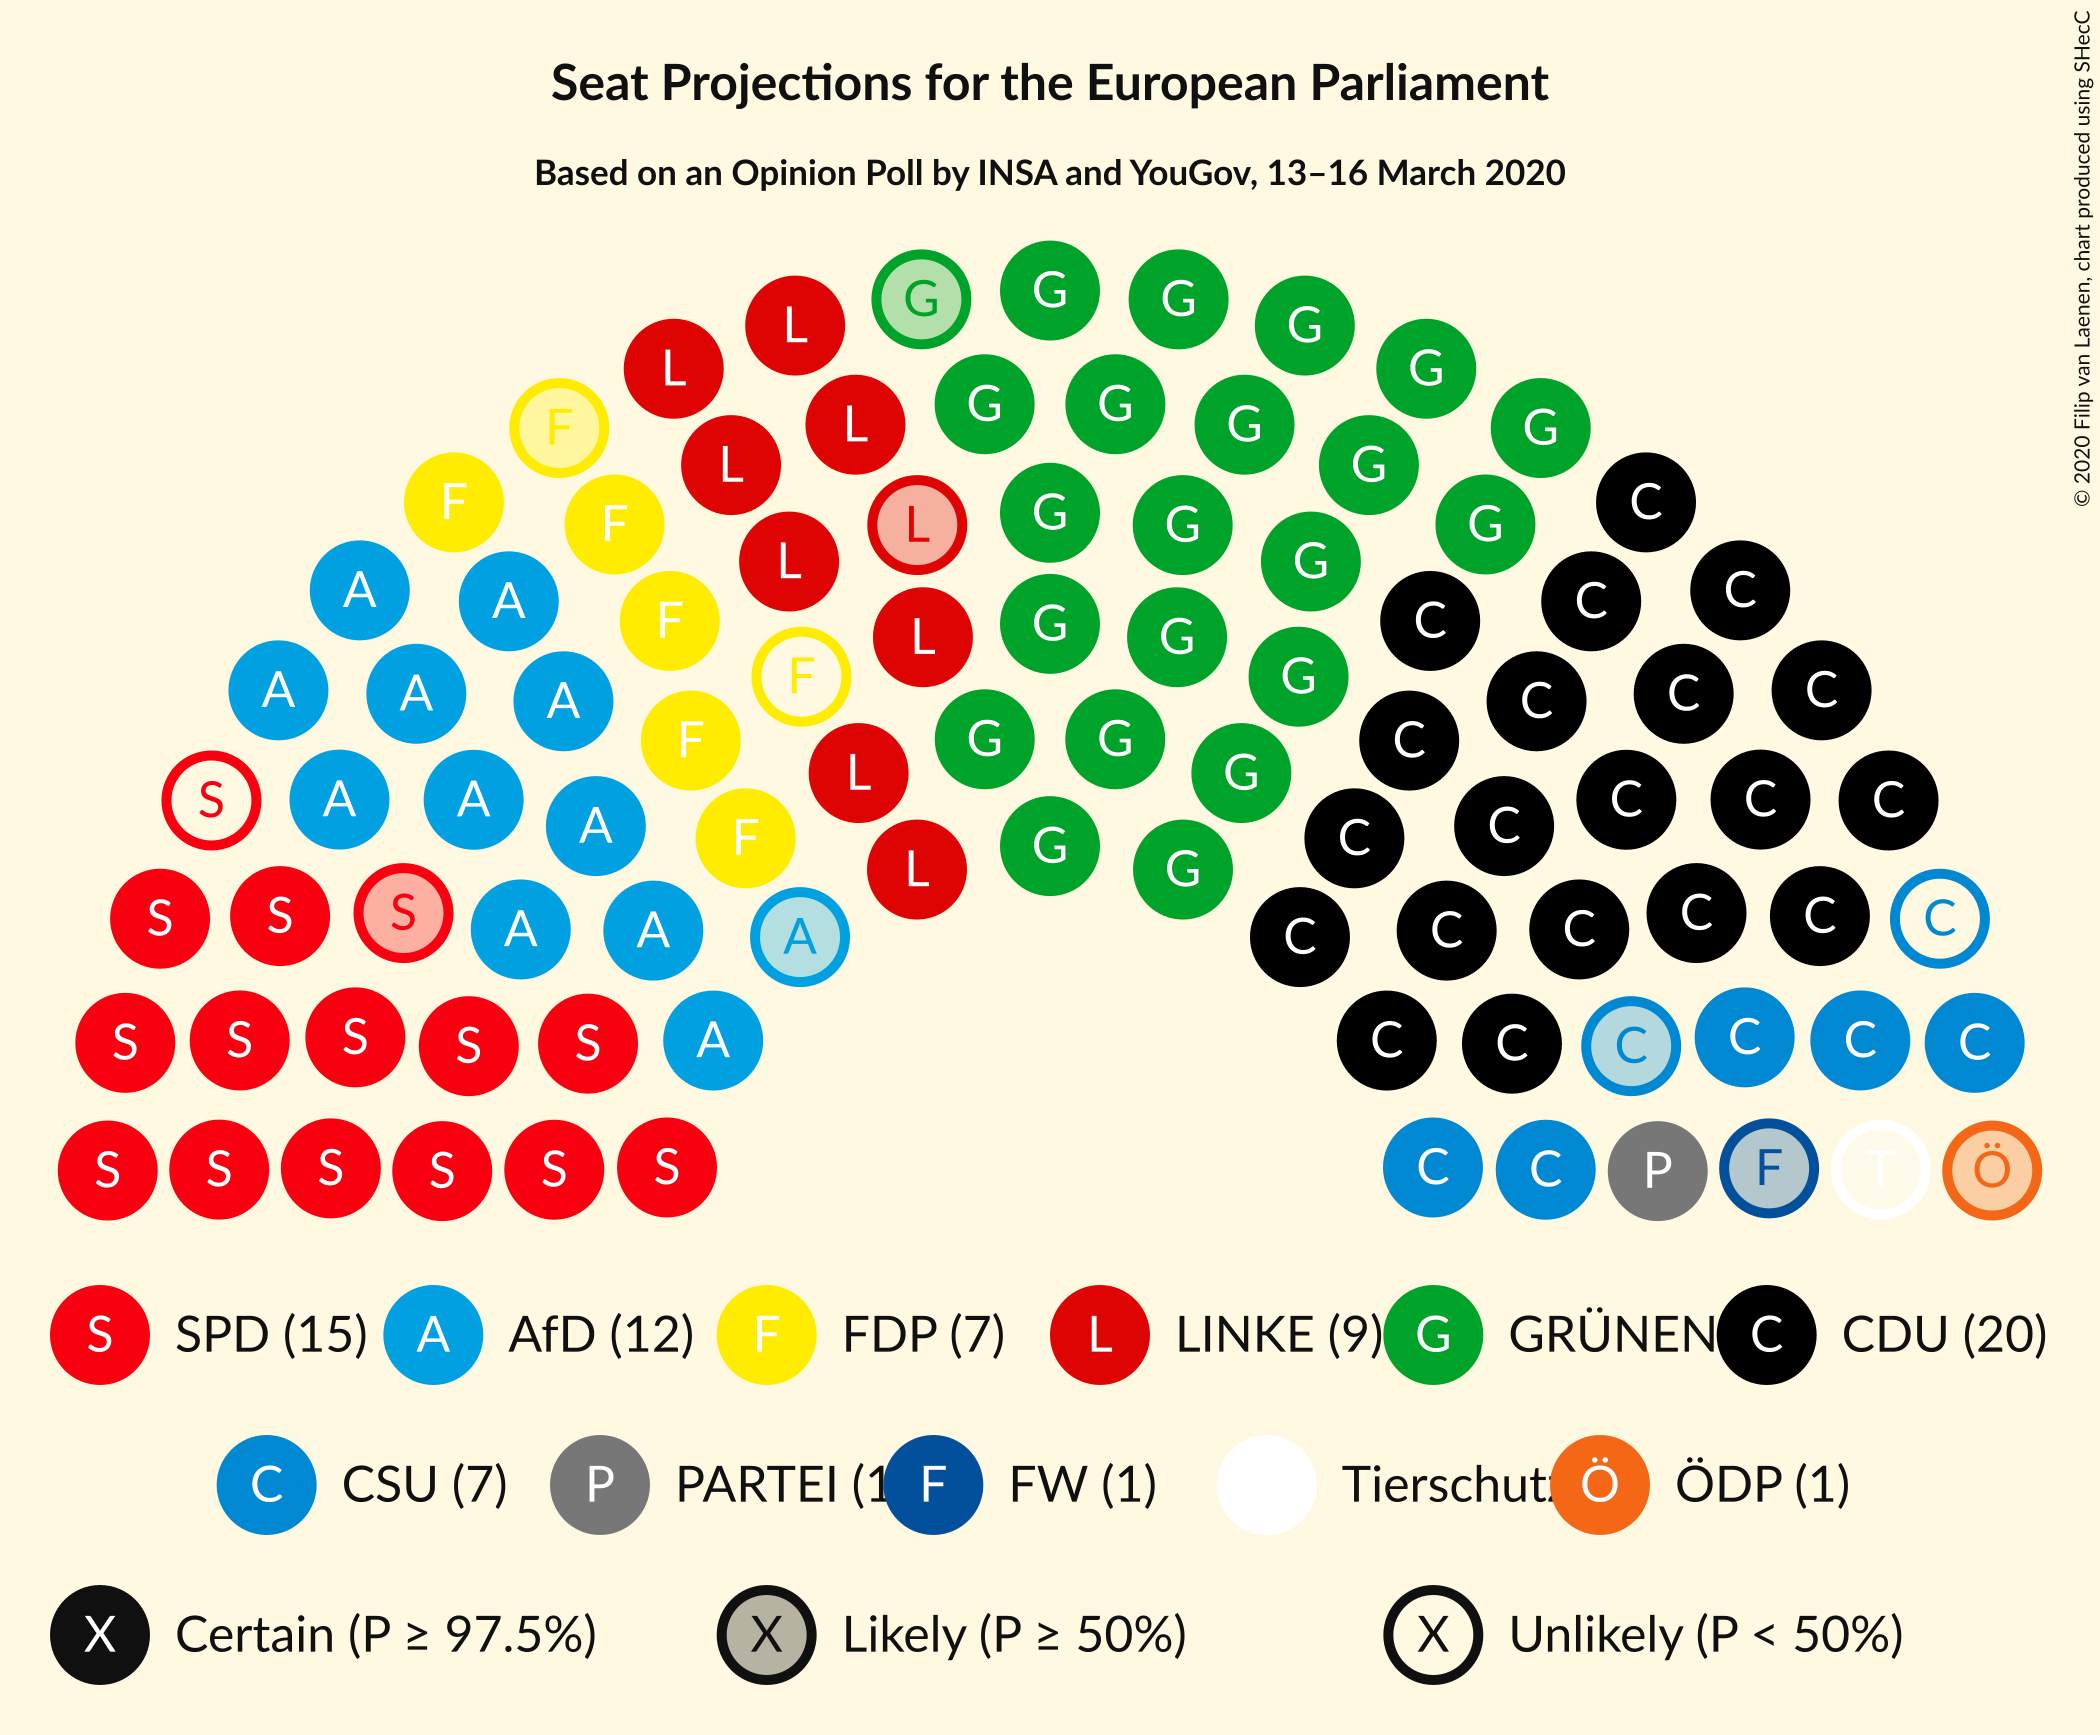 Seat Projections for the European Parliament
Based on an Opinion Poll by INSA and YouGov, 13–16 March 2020
© 2020 Filip van Laenen, chart produced using SHecC
G G G G G G
L L
F L L G G G G G
F F L L G G G C
A A F L G G G C C C
A A A F F L G G G C C C C
S A A A F L G G G C C C C C
S S S A A A L G G C C C C C C
S S S S S A C C C C C C
S S S S S S C C P F T Ö
S SPD (15) A AfD (12) F FDP (7) L LINKE (9) G GRÜNEN C CDU (20)
C CSU (7) P PARTEI (1 F FW (1) Tierschutz Ö ÖDP (1)
X Certain (P ≥ 97.5%) X Likely (P ≥ 50%) X Unlikely (P < 50%)